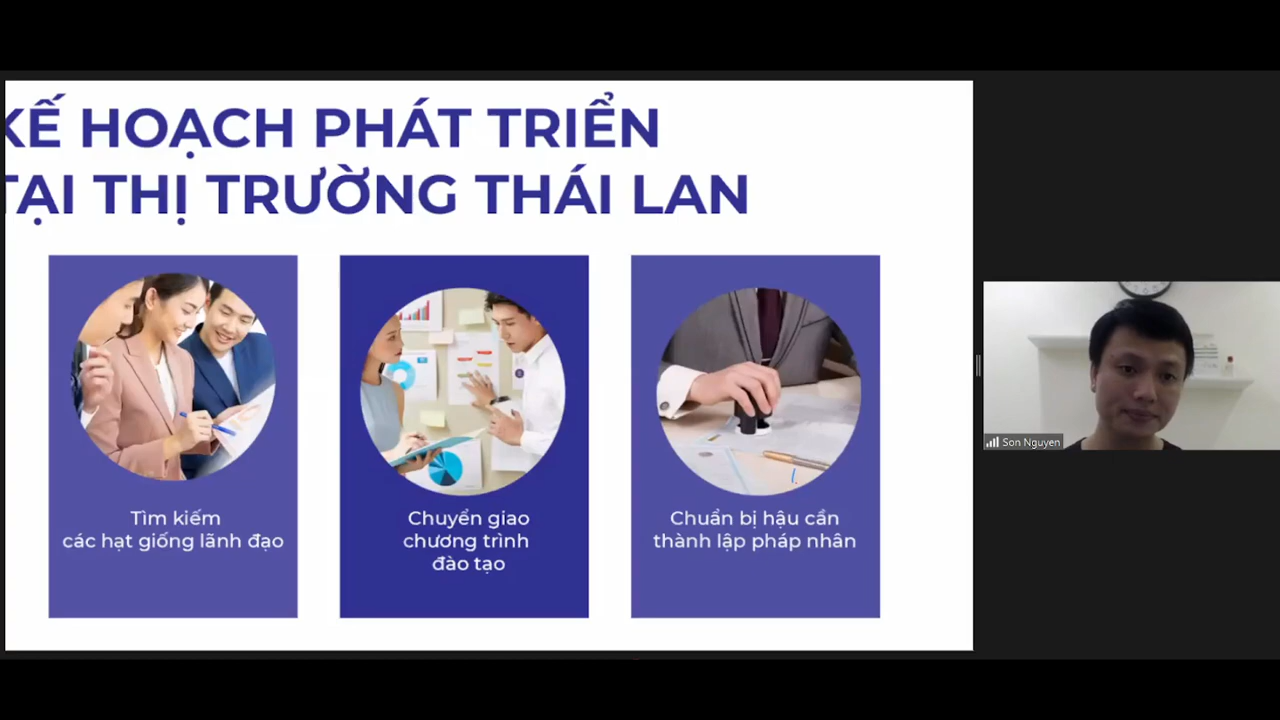 KẾ HOẠCH PHÁT TRIỂN
TẠI THỊ TRƯỜNG THÁI LAN
Tìm kiếm
các hạt giống lãnh đạo
Chuyển giao
chương trình
đào tạo
Chuẩn bị hậu cần
thành lập pháp nhân
Son Nguyen